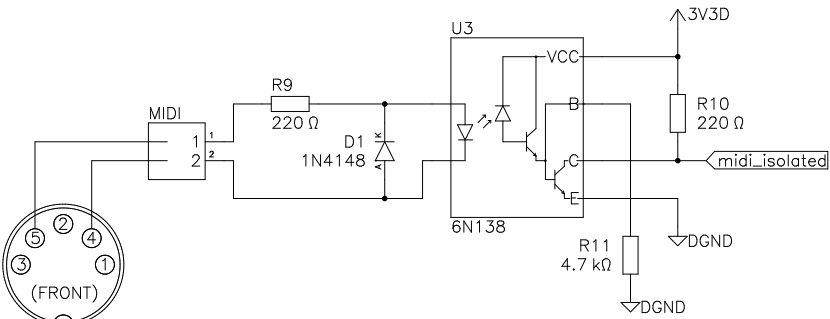 3V3D
U3
VCC
R9
220 Ω
B
R10
220 Ω
MIDI
1 1
2 2
D1
1N4148
K
A
C
midi_isolated
E
6N138
DGND
R11
4.7 kΩ
DGND
2
5 4
3 1
(FRONT)